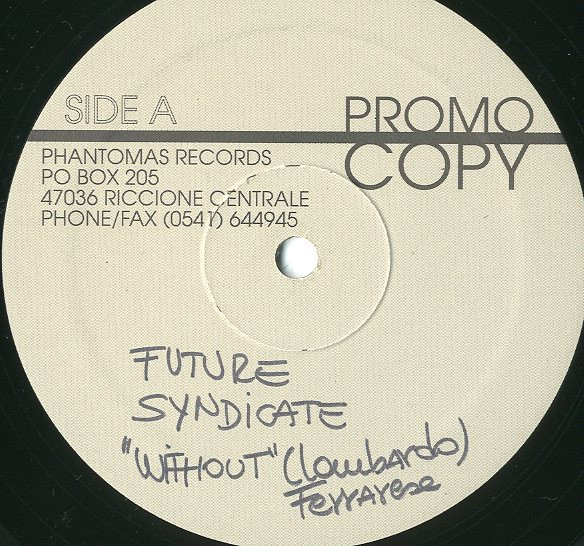 SIDE A
PROMO
COPY
PHANTOMAS RECORDS
PO BOX 205
47036 RICCIONE CENTRALE
PHONE/FAX (0541) 644945
FUTURE
SYNDICATE
"WITHOUT" (Lombardo)
Ferrarese